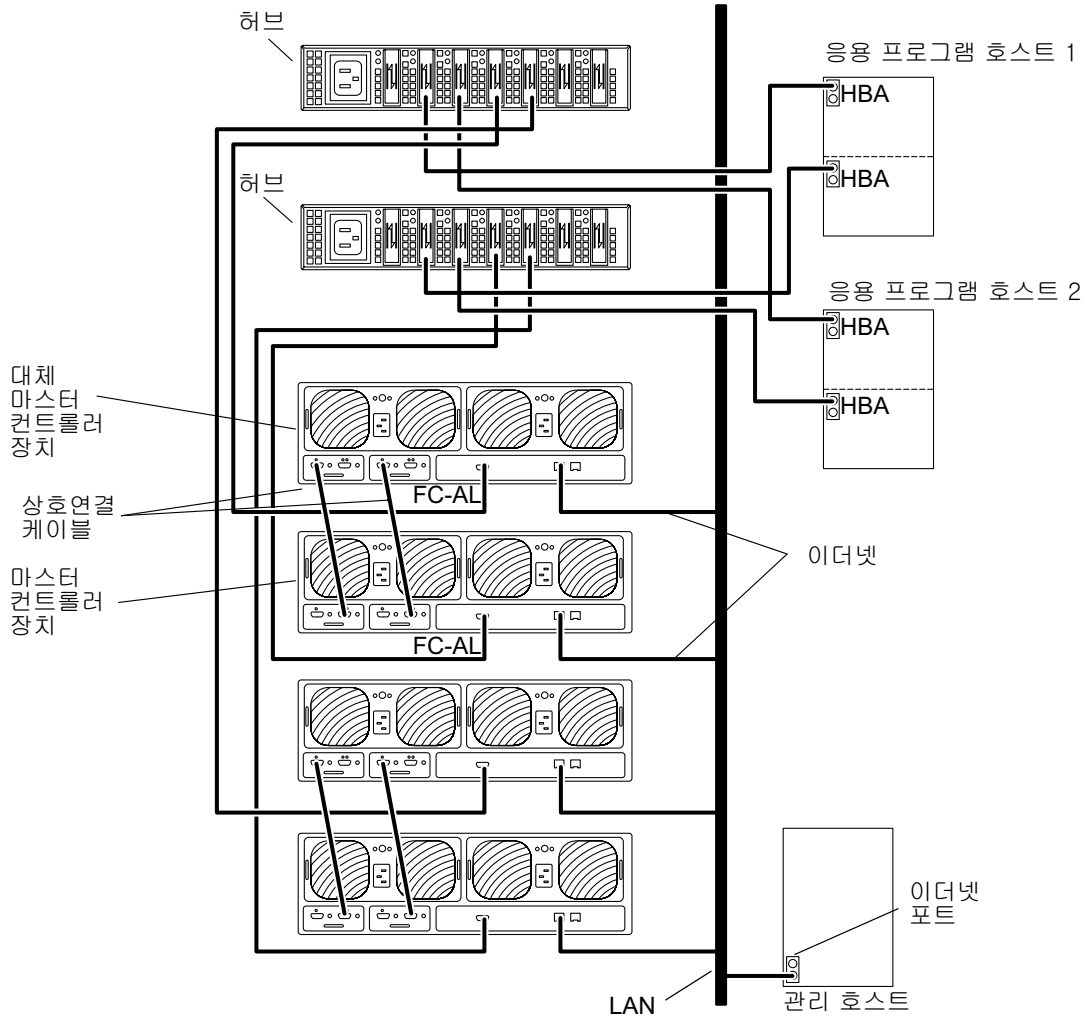 허브
응용 프로그램 호스트 1
HBA
HBA
허브
응용 프로그램 호스트 2
HBA
HBA
대체
마스터
컨트롤러
장치
FC-AL
상호연결
케이블
이더넷
마스터
컨트롤러
장치
FC-AL
이더넷
포트
LAN
관리 호스트